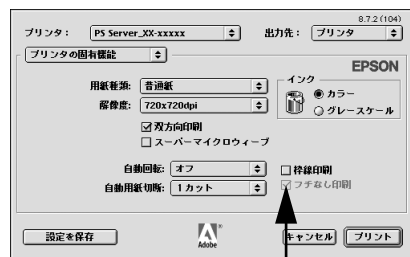 8.7.2 (104)
プリンタ： PS Server_XX-xxxxx 出力先： プリンタ
プリンタの固有機能
EPSON
用紙種類： 普通紙
インク
カラー
解像度： 720x720dpi
グレースケール
双方向印刷
スーパーマイクロウィーブ
自動回転： オフ
枠線印刷
自動用紙切断： 1カット
フチなし印刷
設定を保存
Adobe
キャンセル
プリント